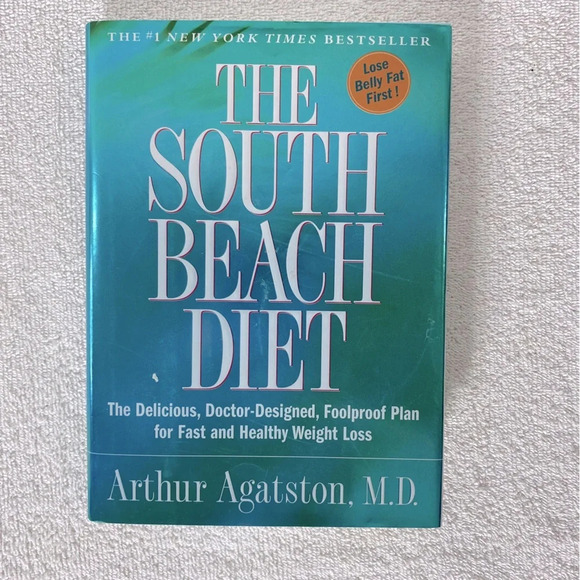 THE #1 NEW YORK TIMES BESTSELLER
Lose
Belly Fat
First!
THE
SOUTH
BEACH
DIET
The Delicious, Doctor-Designed, Foolproof Plan
for Fast and Healthy Weight Loss
Arthur Agatston, M.D.